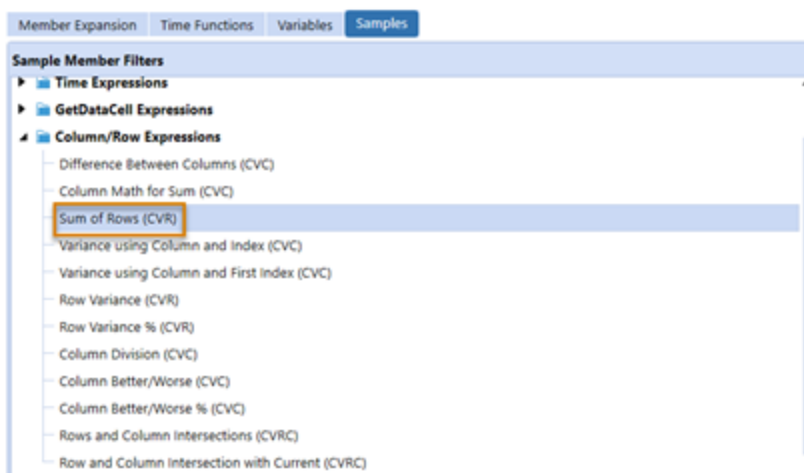 Member Expansion Time Functions Variables Samples
Sample Member Filters
Time Expressions
GetDataCell Expressions
Column/Row Expressions
Difference Between Columns (CVC)
Column Math for Sum (CVC)
Sum of Rows (CVR)
Variance using Column and Index (CVC)
Variance using Column and First Index (CVC)
Row Variance (CVR)
Row Variance % (CVR)
Column Division (CVC)
Column Better/Worse (CVC)
Column Better/Worse % (CVC)
Rows and Column Intersections (CVRC)
Row and Column Intersection with Current (CVRC)